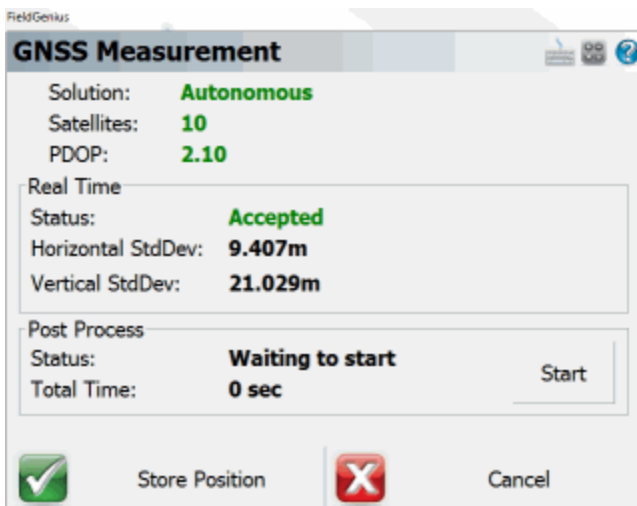 FieldGenius
GNSS Measurement
Solution: Autonomous
Satellites: 10
PDOP: 2.10
Real Time
Status: Accepted
Horizontal StdDev: 9.407m
Vertical StdDev: 21.029m
Post Process
Status: Waiting to start
Total Time: 0 sec
Start
Store Position
Cancel